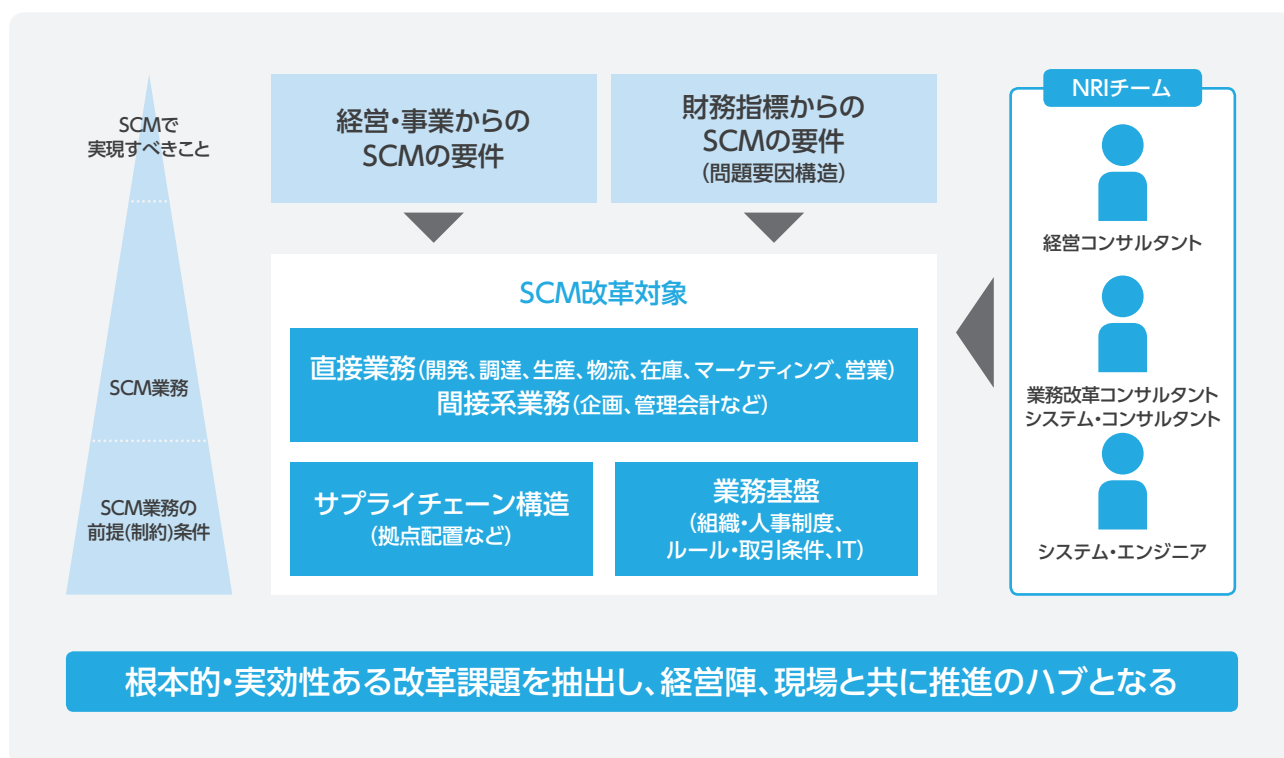 SCMで
実現すべきこと
経営・事業からの
SCMの要件
財務指標からの
SCMの要件
(問題要因構造)
NRIチーム
経営コンサルタント
SCM改革対象
直接業務(開発、調達、生産、物流、在庫、マーケティング、営業)
間接系業務(企画、管理会計など)
SCM業務
業務改革コンサルタント
システム・コンサルタント
SCM業務の
前提(制約)条件
サプライチェーン構造
(拠点配置など)
業務基盤
(組織・人事制度、
ルール・取引条件、IT)
システム・エンジニア
根本的・実効性ある改革課題を抽出し、経営陣、現場と共に推進のハブとなる